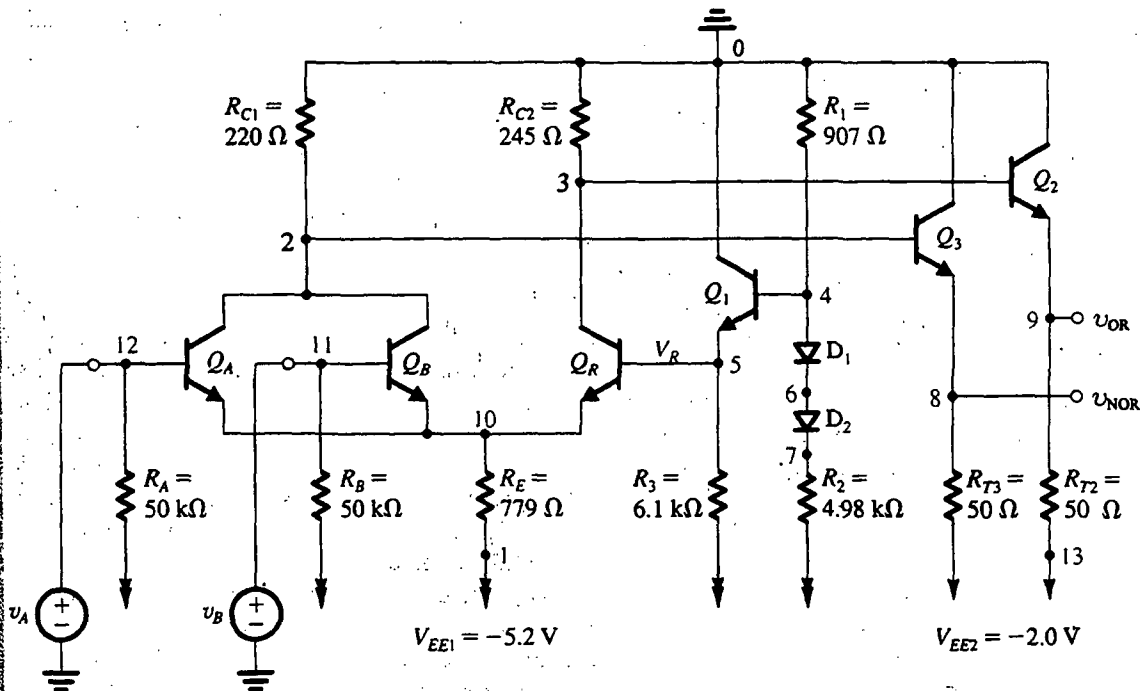 0
R_C1 =
220 Ω
R_C2 =
245 Ω
R_1 =
907 Ω
3
Q_2
2
Q_3
Q_1
4
9
v_OR
12
Q_A
11
Q_B
Q_R
V_R
5
D_1
6
8
v_NOR
10
D_2
7
R_A =
50 kΩ
R_B =
50 kΩ
R_E =
779 Ω
R_3 =
6.1 kΩ
R_2 =
4.98 kΩ
R_T3 =
50 Ω
R_T2 =
50 Ω
1
13
v_A
+
−
v_B
+
−
V_EE1 = −5.2 V
V_EE2 = −2.0 V